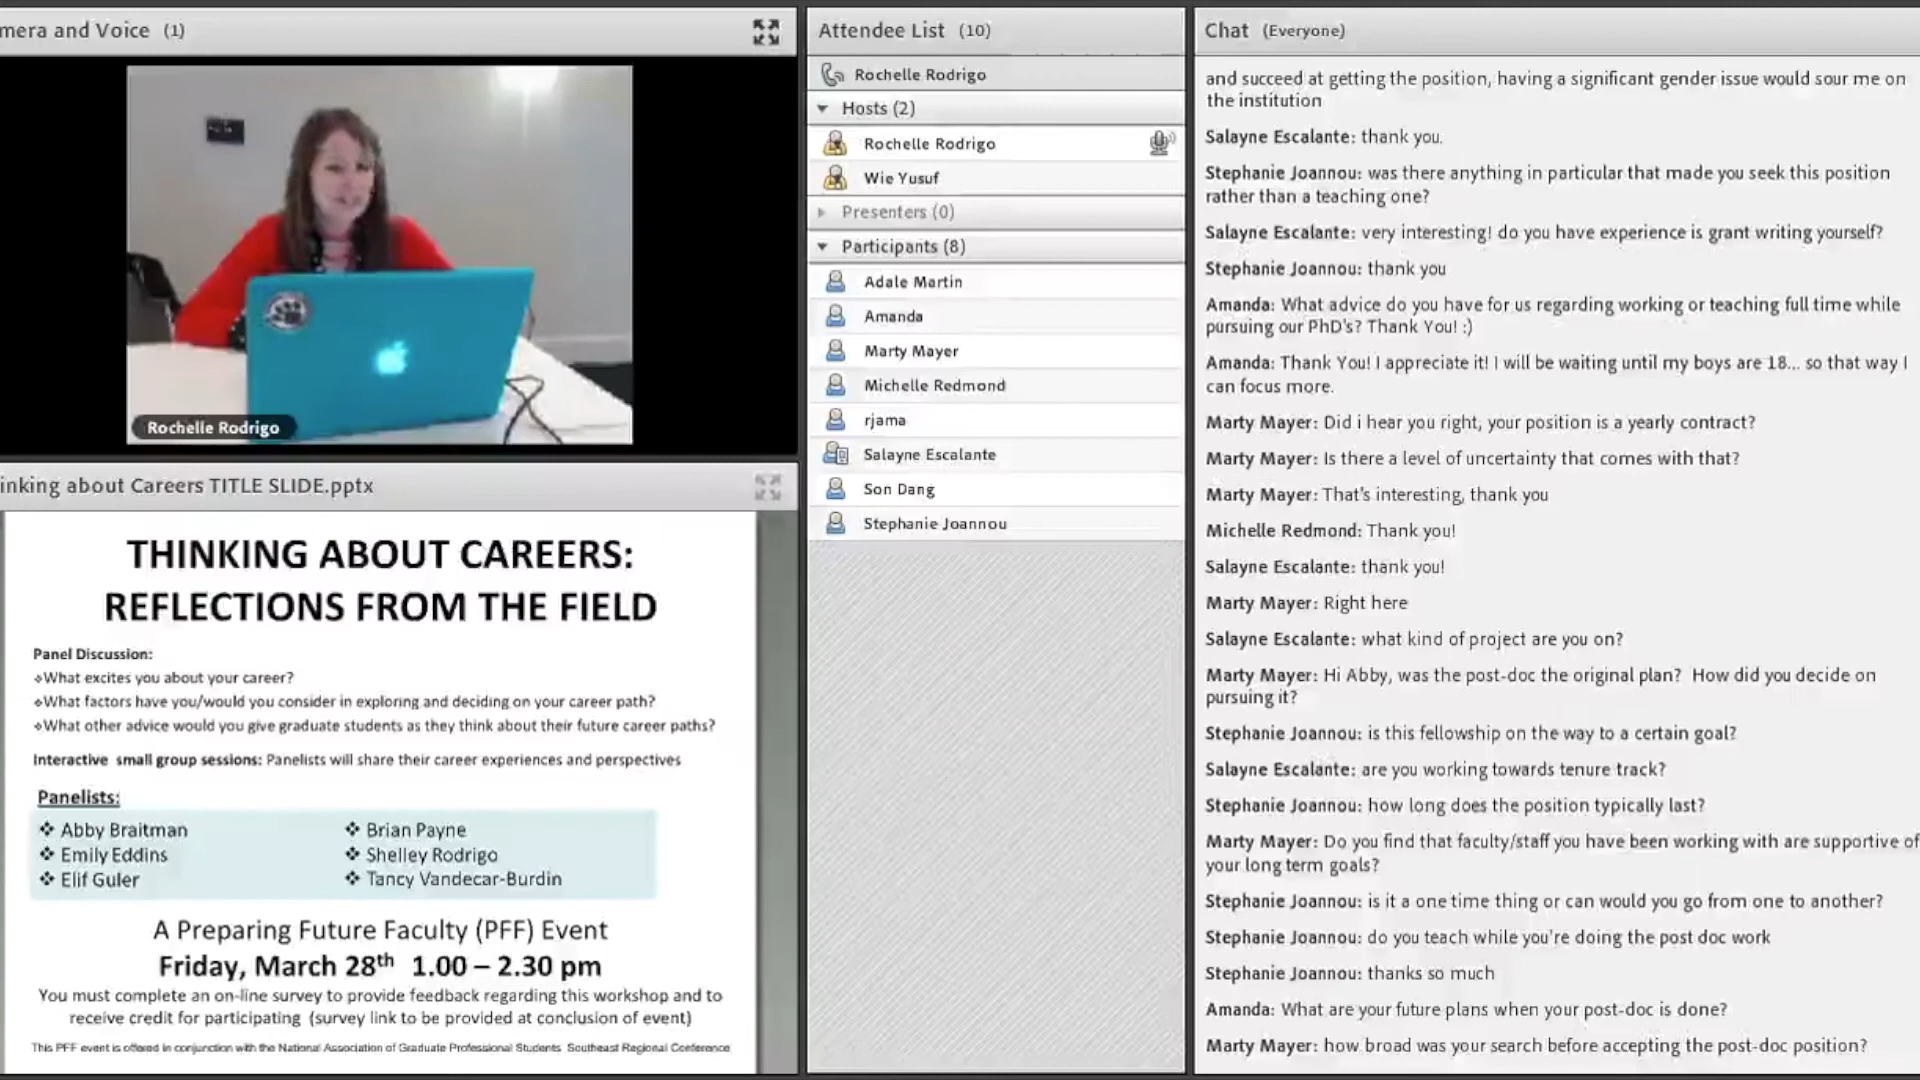 mera and Voice (1)
Rochelle Rodrigo
inking about Careers TITLE SLIDE.pptx
THINKING ABOUT CAREERS:
REFLECTIONS FROM THE FIELD
Panel Discussion:
❖What excites you about your career?
❖What factors have you/would you consider in exploring and deciding on your career path?
❖What other advice would you give graduate students as they think about their future career paths?
Interactive small group sessions: Panelists will share their career experiences and perspectives
Panelists:
❖ Abby Braitman
❖ Emily Eddins
❖ Elif Guler
❖ Brian Payne
❖ Shelley Rodrigo
❖ Tancy Vandecar-Burdin
A Preparing Future Faculty (PFF) Event
Friday, March 28th 1.00 – 2.30 pm
You must complete an on-line survey to provide feedback regarding this workshop and to
receive credit for participating (survey link to be provided at conclusion of event)
This PFF event is offered in conjunction with the National Association of Graduate Professional Students Southeast Regional Conference
Attendee List (10)
Rochelle Rodrigo
Hosts (2)
Rochelle Rodrigo
Wie Yusuf
Presenters (0)
Participants (8)
Adale Martin
Amanda
Marty Mayer
Michelle Redmond
rjama
Salayne Escalante
Son Dang
Stephanie Joannou
Chat (Everyone)
and succeed at getting the position, having a significant gender issue would sour me on
the institution
Salayne Escalante: thank you.
Stephanie Joannou: was there anything in particular that made you seek this position
rather than a teaching one?
Salayne Escalante: very interesting! do you have experience is grant writing yourself?
Stephanie Joannou: thank you
Amanda: What advice do you have for us regarding working or teaching full time while
pursuing our PhD's? Thank You! :)
Amanda: Thank You! I appreciate it! I will be waiting until my boys are 18... so that way I
can focus more.
Marty Mayer: Did i hear you right, your position is a yearly contract?
Marty Mayer: Is there a level of uncertainty that comes with that?
Marty Mayer: That's interesting, thank you
Michelle Redmond: Thank you!
Salayne Escalante: thank you!
Marty Mayer: Right here
Salayne Escalante: what kind of project are you on?
Marty Mayer: Hi Abby, was the post-doc the original plan? How did you decide on
pursuing it?
Stephanie Joannou: is this fellowship on the way to a certain goal?
Salayne Escalante: are you working towards tenure track?
Stephanie Joannou: how long does the position typically last?
Marty Mayer: Do you find that faculty/staff you have been working with are supportive of
your long term goals?
Stephanie Joannou: is it a one time thing or can would you go from one to another?
Stephanie Joannou: do you teach while you're doing the post doc work
Stephanie Joannou: thanks so much
Amanda: What are your future plans when your post-doc is done?
Marty Mayer: how broad was your search before accepting the post-doc position?